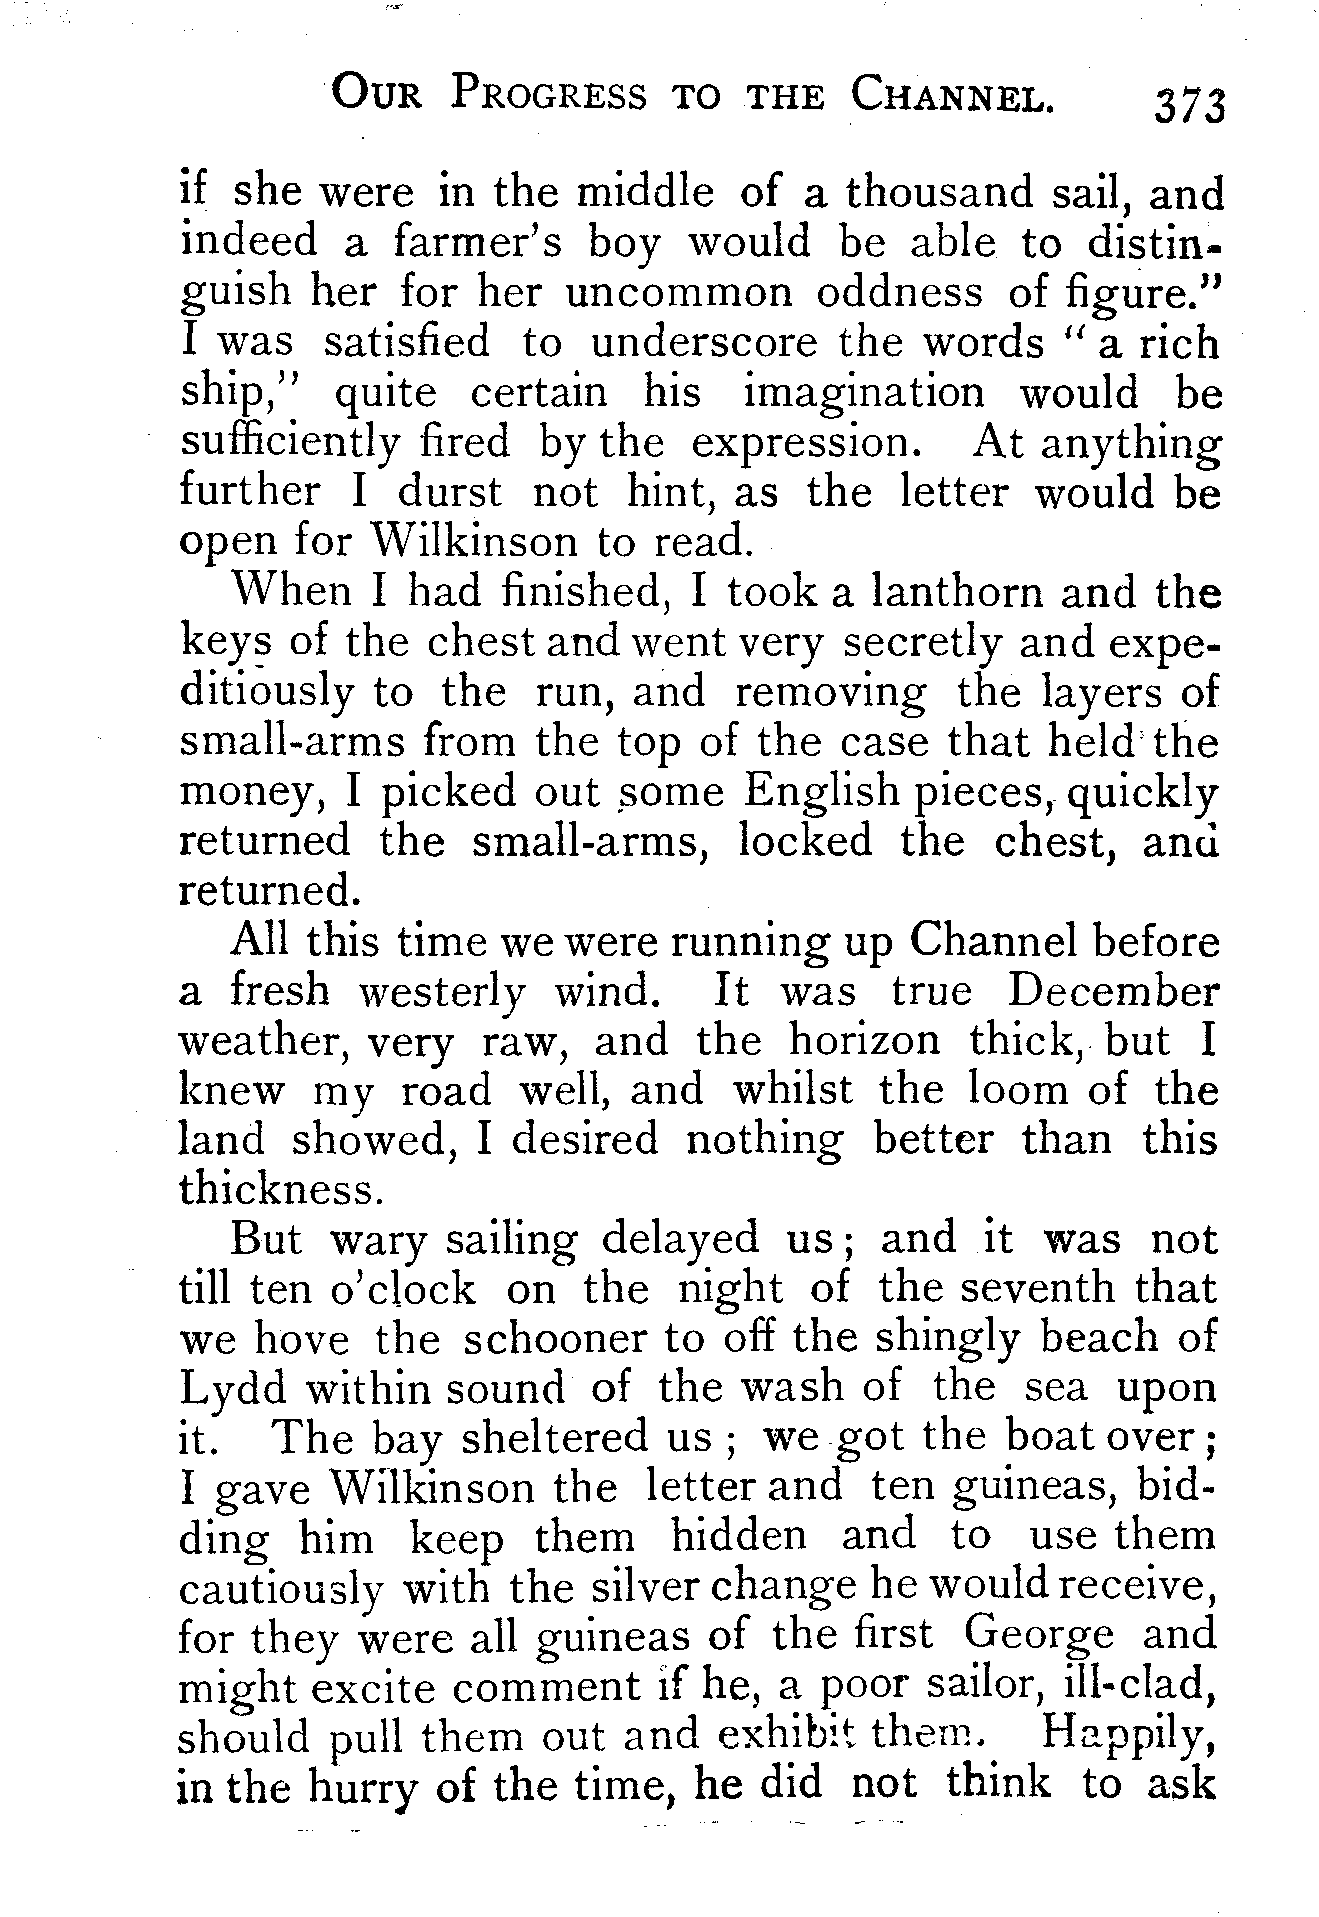 OUR PROGRESS TO THE CHANNEL. 373
if she were in the middle of a thousand sail, and
indeed a farmer's boy would be able to distin-
guish her for her uncommon oddness of figure."
I was satisfied to underscore the words "a rich
ship," quite certain his imagination would be
sufficiently fired by the expression. At anything
further I durst not hint, as the letter would be
open for Wilkinson to read.
When I had finished, I took a lanthorn and the
keys of the chest and went very secretly and expe-
ditiously to the run, and removing the layers of
small-arms from the top of the case that held the
money, I picked out some English pieces, quickly
returned the small-arms, locked the chest, and
returned.
All this time we were running up Channel before
a fresh westerly wind. It was true December
weather, very raw, and the horizon thick, but I
knew my road well, and whilst the loom of the
land showed, I desired nothing better than this
thickness.
But wary sailing delayed us; and it was not
till ten o'clock on the night of the seventh that
we hove the schooner to off the shingly beach of
Lydd within sound of the wash of the sea upon
it. The bay sheltered us; we got the boat over;
I gave Wilkinson the letter and ten guineas, bid-
ding him keep them hidden and to use them
cautiously with the silver change he would receive,
for they were all guineas of the first George and
might excite comment if he, a poor sailor, ill-clad,
should pull them out and exhibit them. Happily,
in the hurry of the time, he did not think to ask